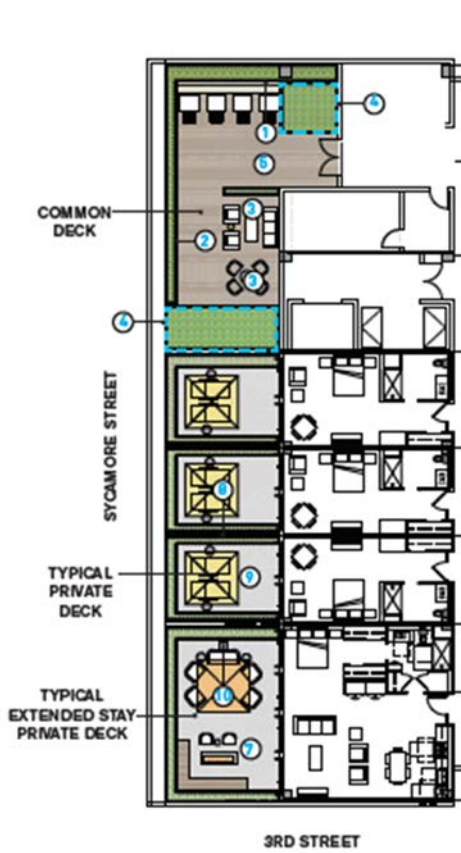 4
1
5
COMMON
DECK
3
2
3
4
SYCAMORE STREET
8
TYPICAL
PRIVATE
DECK
9
TYPICAL
EXTENDED STAY
PRIVATE DECK
10
7
3RD STREET